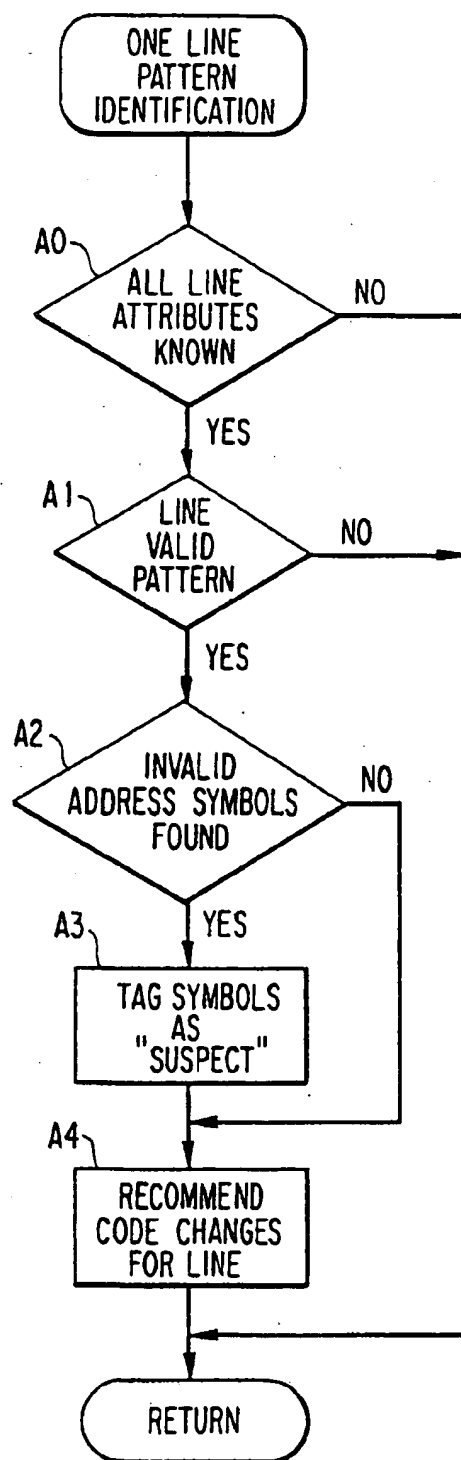 ONE LINE
PATTERN
IDENTIFICATION
A0
ALL LINE
ATTRIBUTES
KNOWN
NO
YES
A1
LINE
VALID
PATTERN
NO
YES
A2
INVALID
ADDRESS SYMBOLS
FOUND
NO
YES
A3
TAG SYMBOLS
AS
"SUSPECT"
A4
RECOMMEND
CODE CHANGES
FOR LINE
RETURN